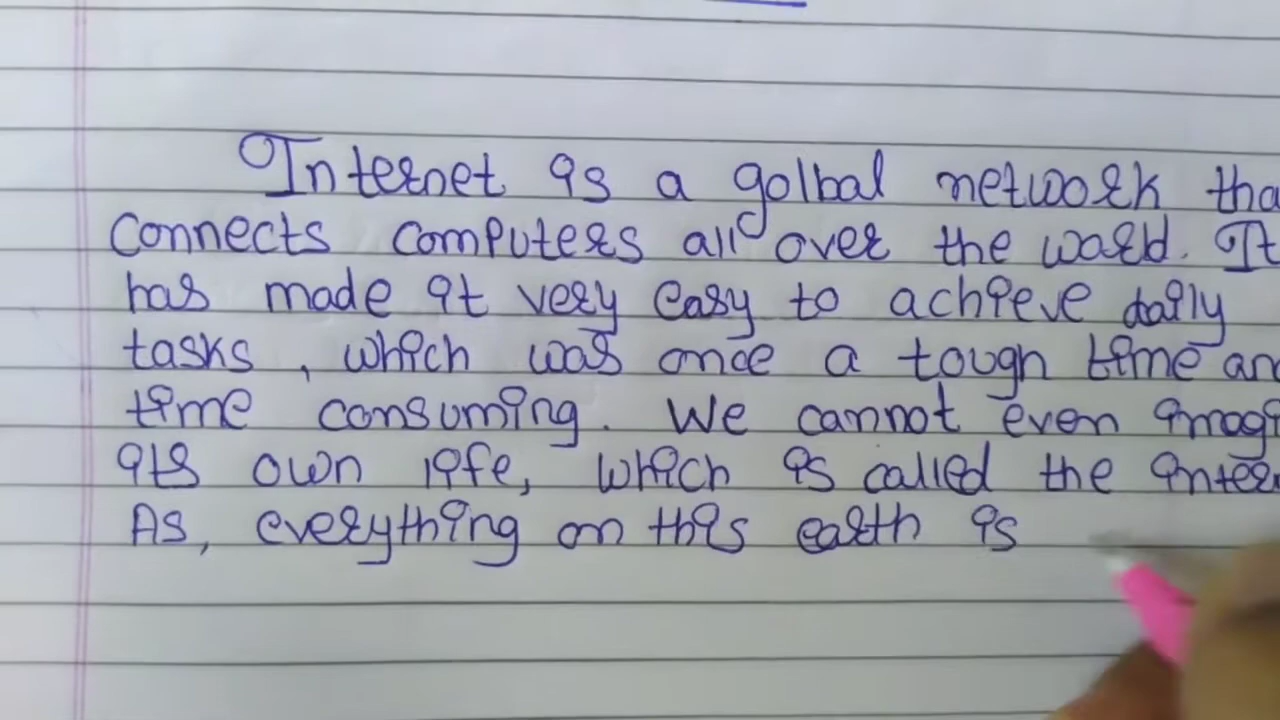 Internet is a golbal network tha
connects computers all over the warld. It
has made it very easy to achieve daily
tasks, which was once a tough time an
time consuming. We cannot even imagi
its own life, which is called the inter
As, everything on this earth is